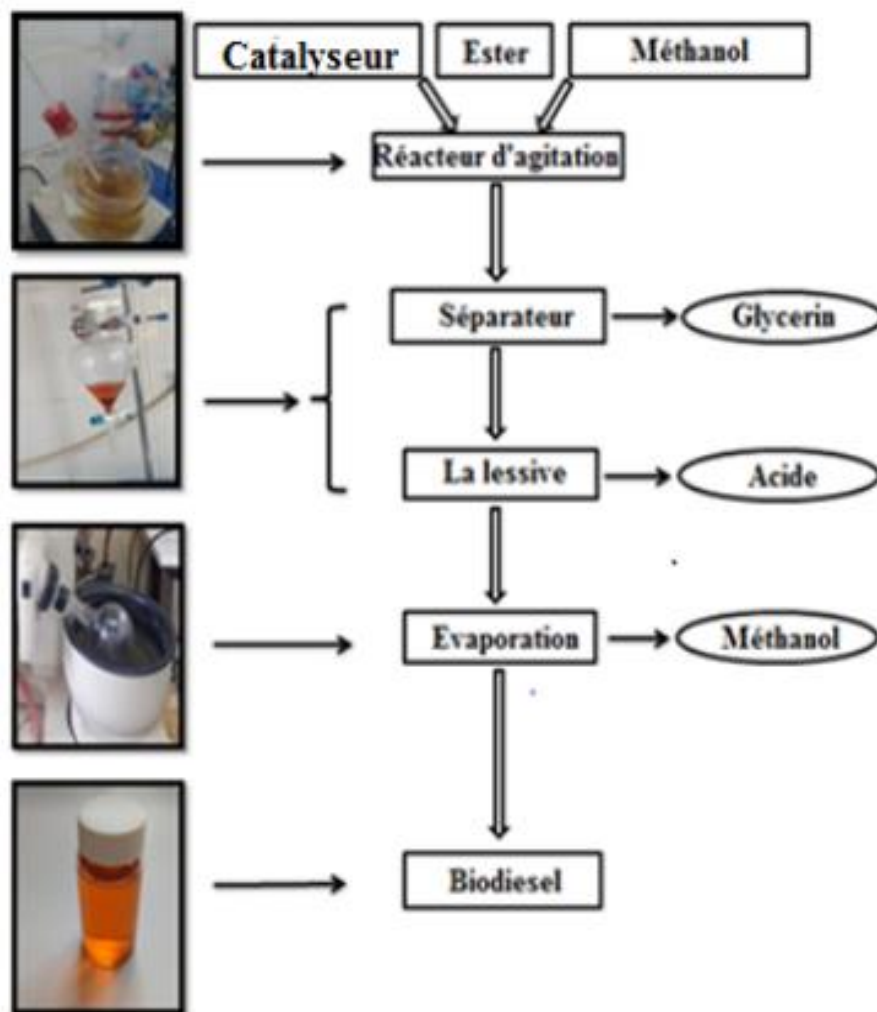 Catalyseur
Ester
Méthanol
Réacteur d'agitation
Séparateur
Glycerin
La lessive
Acide
Evaporation
Méthanol
Biodiesel